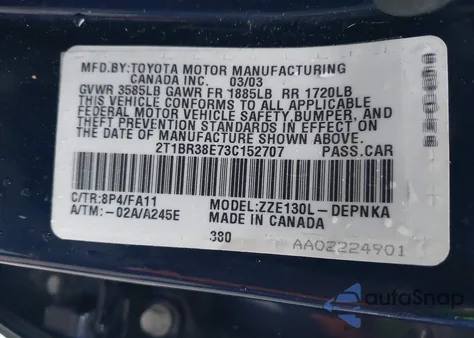 MFD.BY:TOYOTA MOTOR MANUFACTURING
CANADA INC. 03/03
GVWR 3585LB GAWR FR 1885LB RR 1720LB
THIS VEHICLE CONFORMS TO ALL APPLICABLE
FEDERAL MOTOR VEHICLE SAFETY,BUMPER, AND
THEFT PREVENTION STANDARDS IN EFFECT ON
THE DATE OF MANUFACTURE SHOWN ABOVE.
2T1BR38E73C152707 PASS.CAR
C/TR:8P4/FA11 MODEL:ZZE130L-DEPNKA
A/TM:-02A/A245E MADE IN CANADA
380 AA02224901
autoSnap